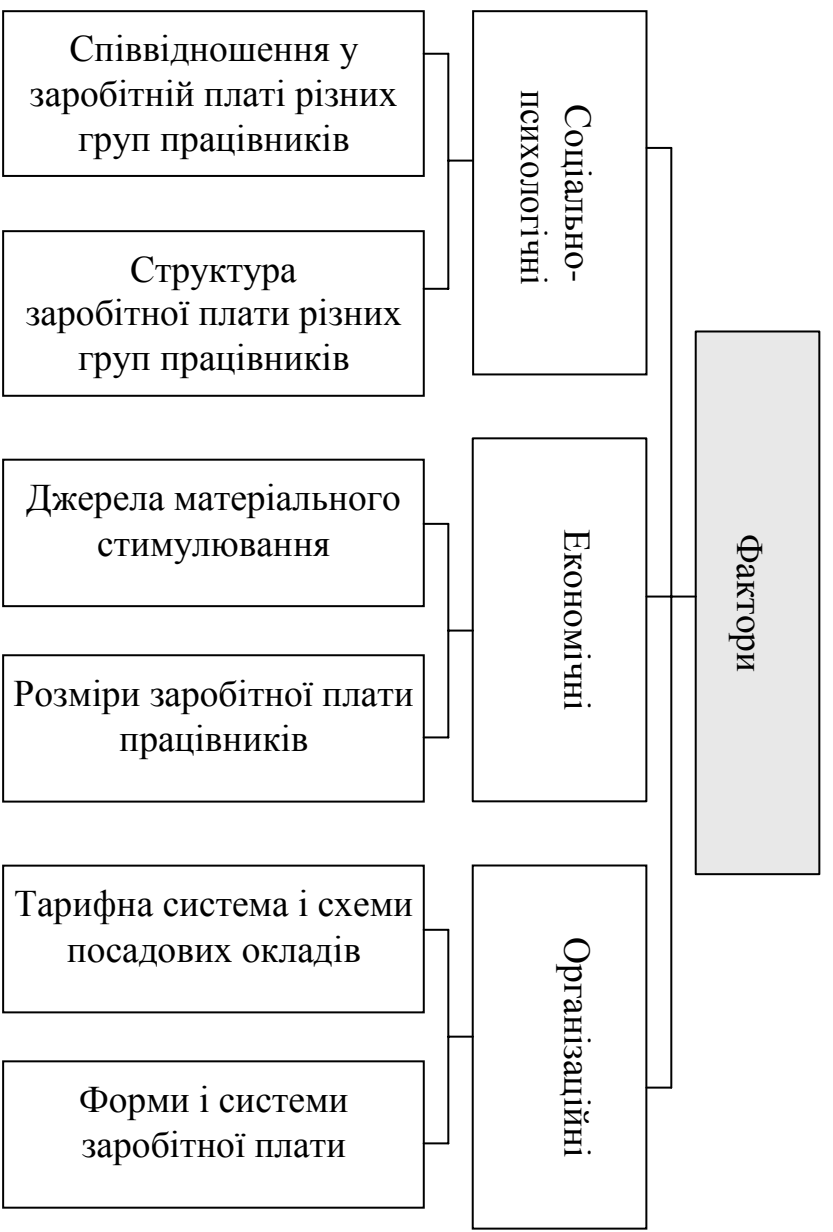 Фактори
Соціально-
психологічні
Співвідношення у
заробітній платі різних
груп працівників
Структура
заробітної плати різних
груп працівників
Економічні
Джерела матеріального
стимулювання
Розміри заробітної плати
працівників
Організаційні
Тарифна система і схеми
посадових окладів
Форми і системи
заробітної плати